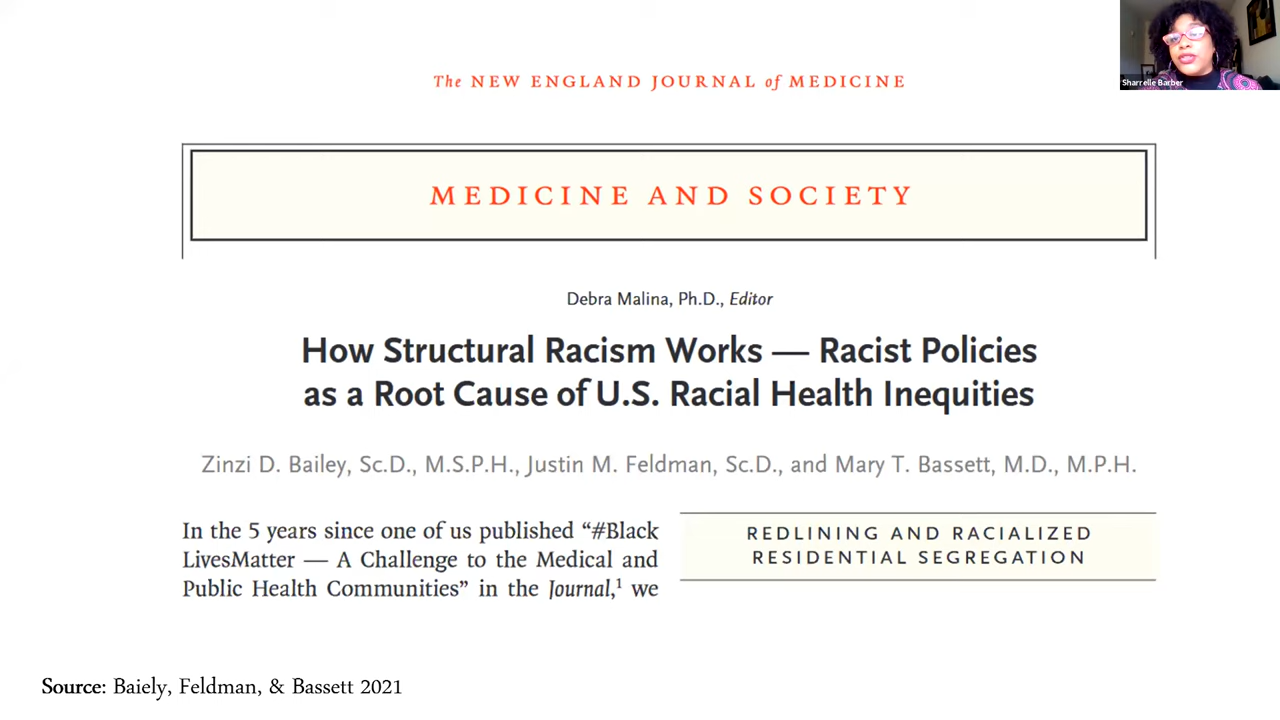 The NEW ENGLAND JOURNAL of MEDICINE
Sharrelle Barber
MEDICINE AND SOCIETY
Debra Malina, Ph.D., Editor
How Structural Racism Works — Racist Policies
as a Root Cause of U.S. Racial Health Inequities
Zinzi D. Bailey, Sc.D., M.S.P.H., Justin M. Feldman, Sc.D., and Mary T. Bassett, M.D., M.P.H.
In the 5 years since one of us published “#Black
LivesMatter — A Challenge to the Medical and
Public Health Communities” in the Journal,¹ we
REDLINING AND RACIALIZED
RESIDENTIAL SEGREGATION
Source: Baiely, Feldman, & Bassett 2021